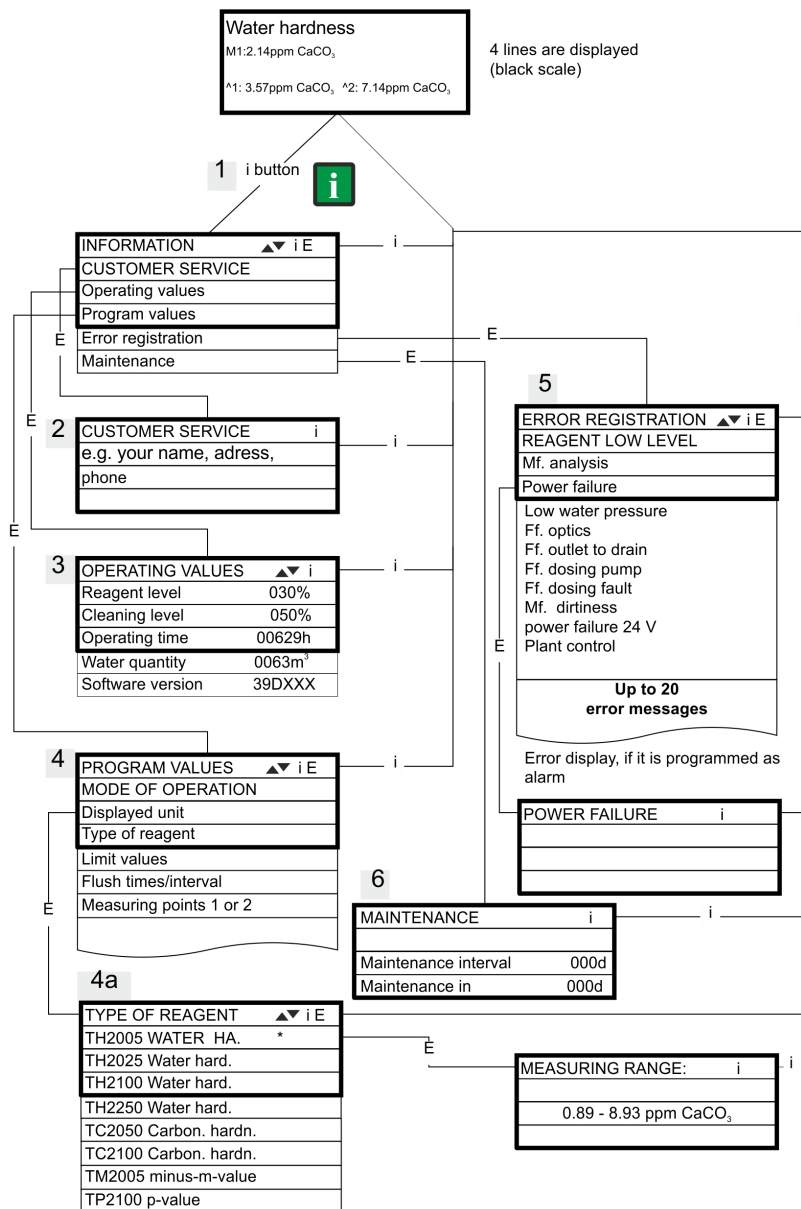 Water hardness
M1:2.14ppm CaCO₃
^1: 3.57ppm CaCO₃ ^2: 7.14ppm CaCO₃
4 lines are displayed
(black scale)
1 i button
i
INFORMATION ▲▼ i E
CUSTOMER SERVICE
Operating values
Program values
Error registration
Maintenance
i
E
E
E
E
E
2
CUSTOMER SERVICE i
e.g. your name, adress,
phone
i
3
OPERATING VALUES ▲▼ i
Reagent level 030%
Cleaning level 050%
Operating time 00629h
Water quantity 0063m³
Software version 39DXXX
i
4
PROGRAM VALUES ▲▼ i E
MODE OF OPERATION
Displayed unit
Type of reagent
Limit values
Flush times/interval
Measuring points 1 or 2
i
E
4a
TYPE OF REAGENT ▲▼ i E
TH2005 WATER HA. *
TH2025 Water hard.
TH2100 Water hard.
TH2250 Water hard.
TC2050 Carbon. hardn.
TC2100 Carbon. hardn.
TM2005 minus-m-value
TP2100 p-value
E
5
ERROR REGISTRATION ▲▼ i E
REAGENT LOW LEVEL
Mf. analysis
Power failure
Low water pressure
Ff. optics
Ff. outlet to drain
Ff. dosing pump
Ff. dosing fault
Mf. dirtiness
power failure 24 V
Plant control
Up to 20
error messages
Error display, if it is programmed as
alarm
E
POWER FAILURE i
6
MAINTENANCE i
Maintenance interval 000d
Maintenance in 000d
i
MEASURING RANGE: i
0.89 - 8.93 ppm CaCO₃
i